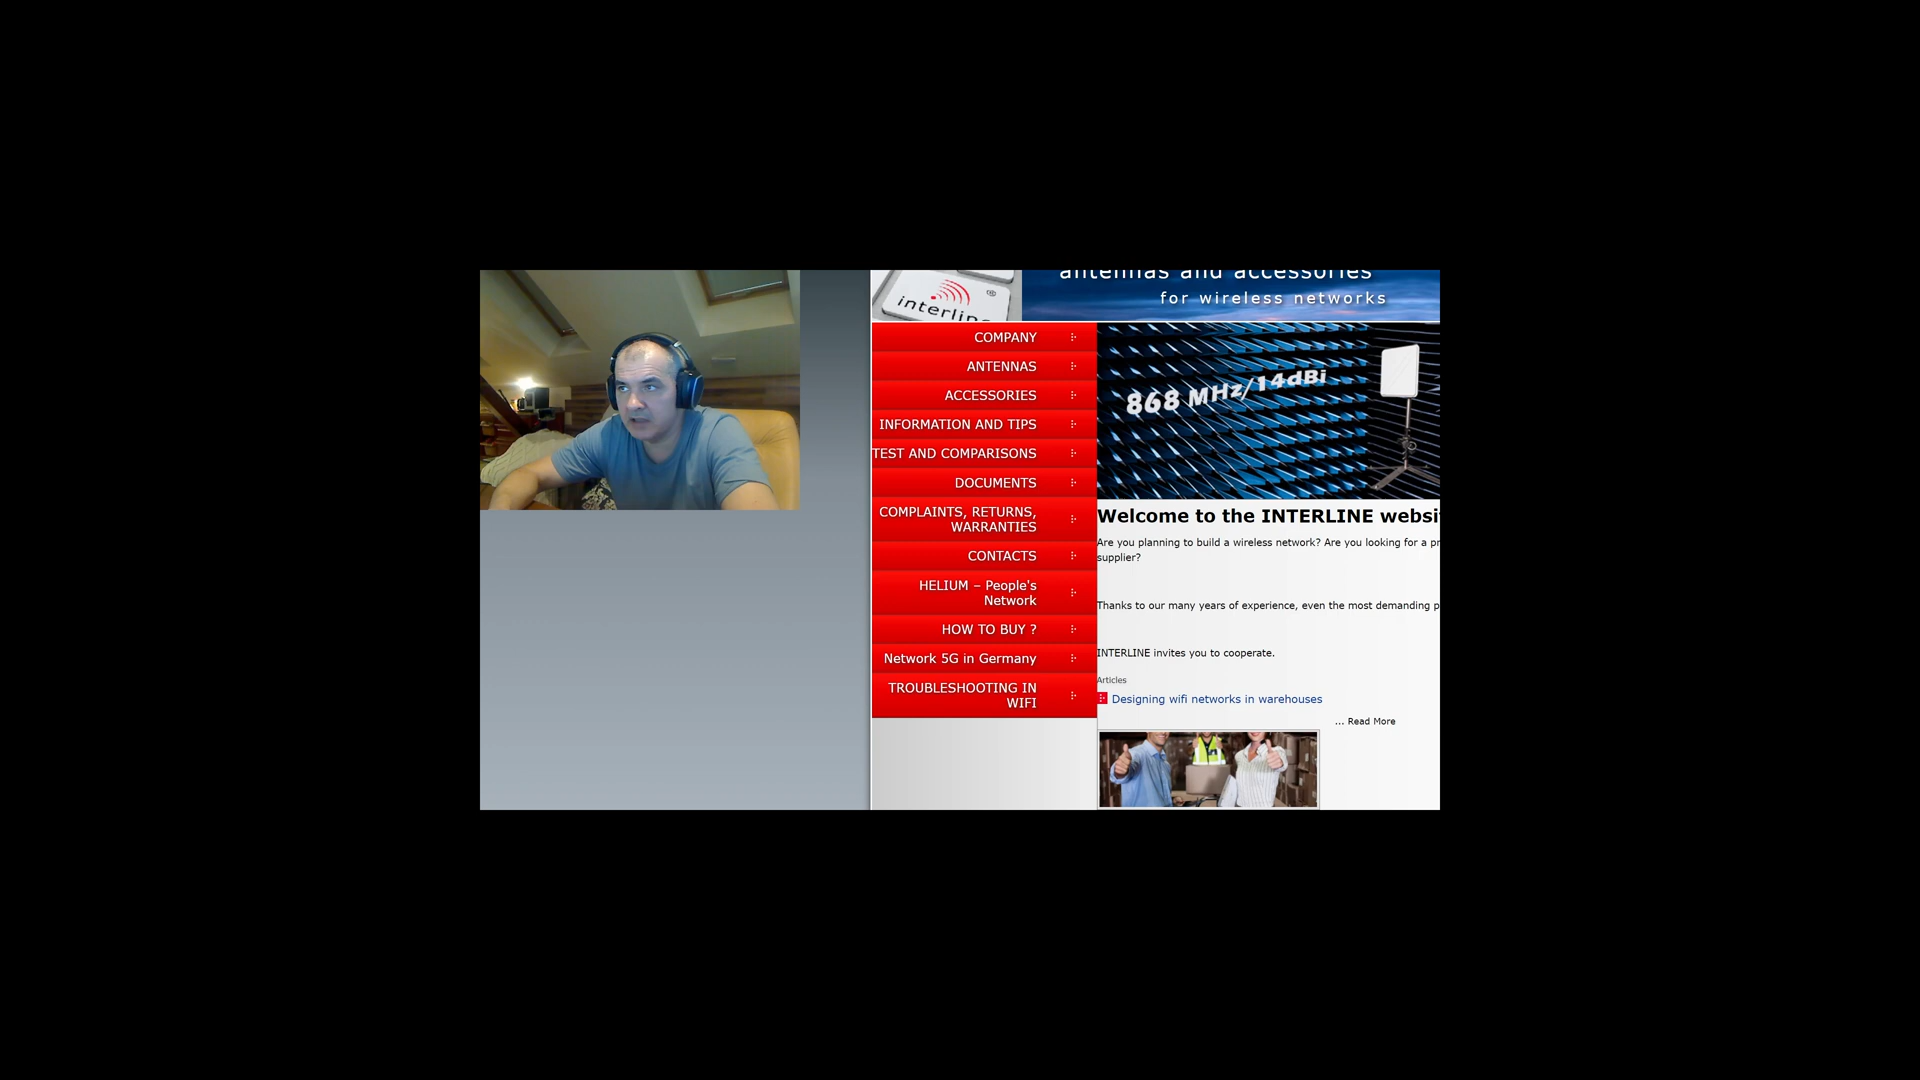 antennas and accessories
for wireless networks
interline
®
COMPANY
ANTENNAS
ACCESSORIES
INFORMATION AND TIPS
TEST AND COMPARISONS
DOCUMENTS
COMPLAINTS, RETURNS,
WARRANTIES
CONTACTS
HELIUM – People's
Network
HOW TO BUY ?
Network 5G in Germany
TROUBLESHOOTING IN
WIFI
868 MHz/14dBi
Welcome to the INTERLINE websi
Are you planning to build a wireless network? Are you looking for a pr
supplier?
Thanks to our many years of experience, even the most demanding p
INTERLINE invites you to cooperate.
Articles
Designing wifi networks in warehouses
... Read More